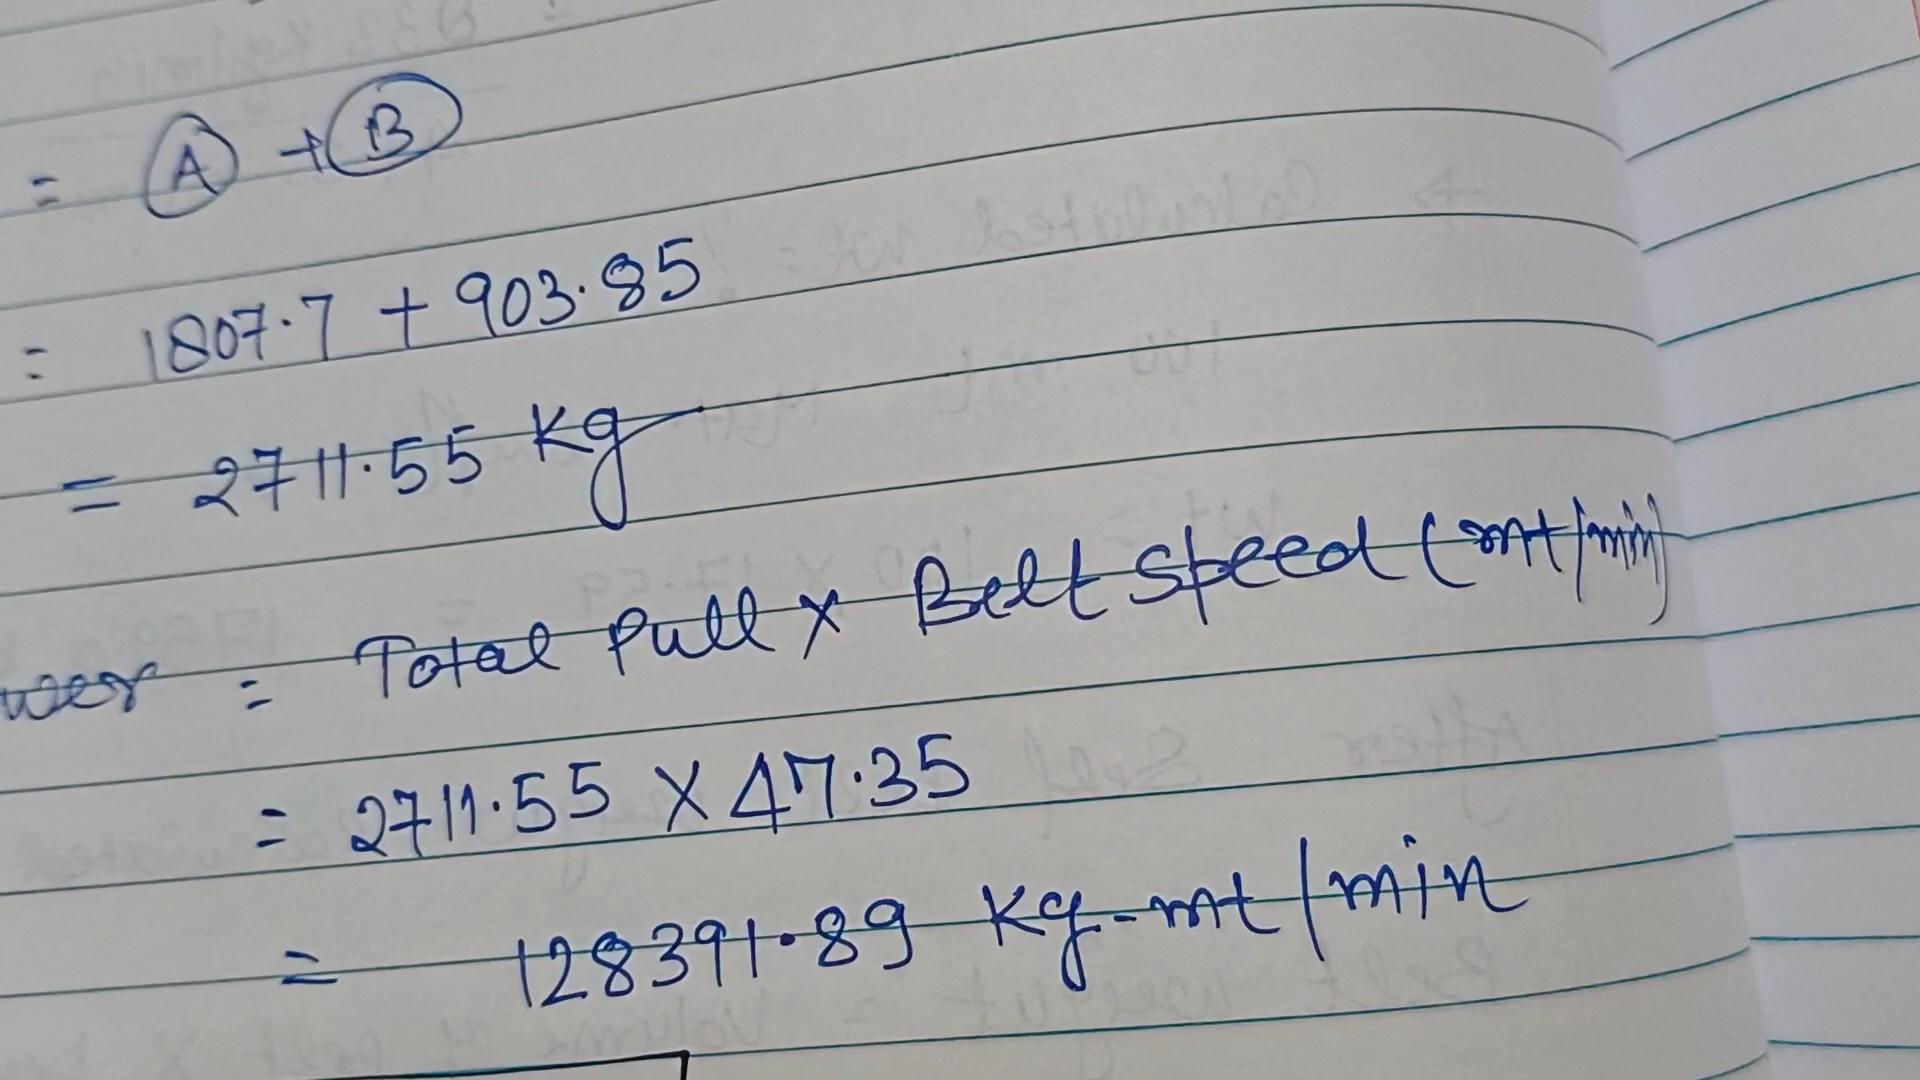 = A + B
= 1807.7 + 903.85
= 2711.55 kg
wer = Total Pull x Belt Speed (mt/min)
= 2711.55 x 47.35
= 128391.89 kg-mt/min